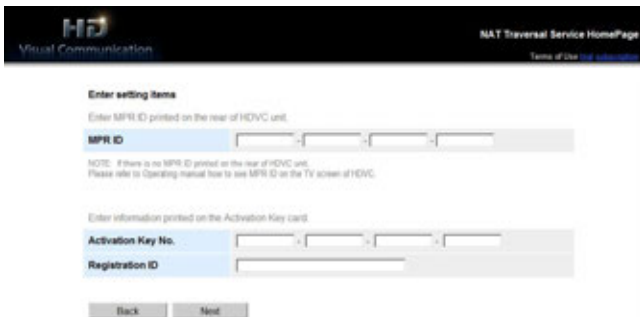 HD
Visual Communication
NAT Traversal Service HomePage
Terms of Use trial subscription
Enter setting items
Enter MPR ID printed on the rear of HDVC unit.
MPR ID - - -
NOTE: If there is no MPR ID printed on the rear of HDVC unit.
Please refer to Operating manual how to see MPR ID on the TV screen of HDVC.
Enter information printed on the Activation Key card.
Activation Key No. - - -
Registration ID
Back Next